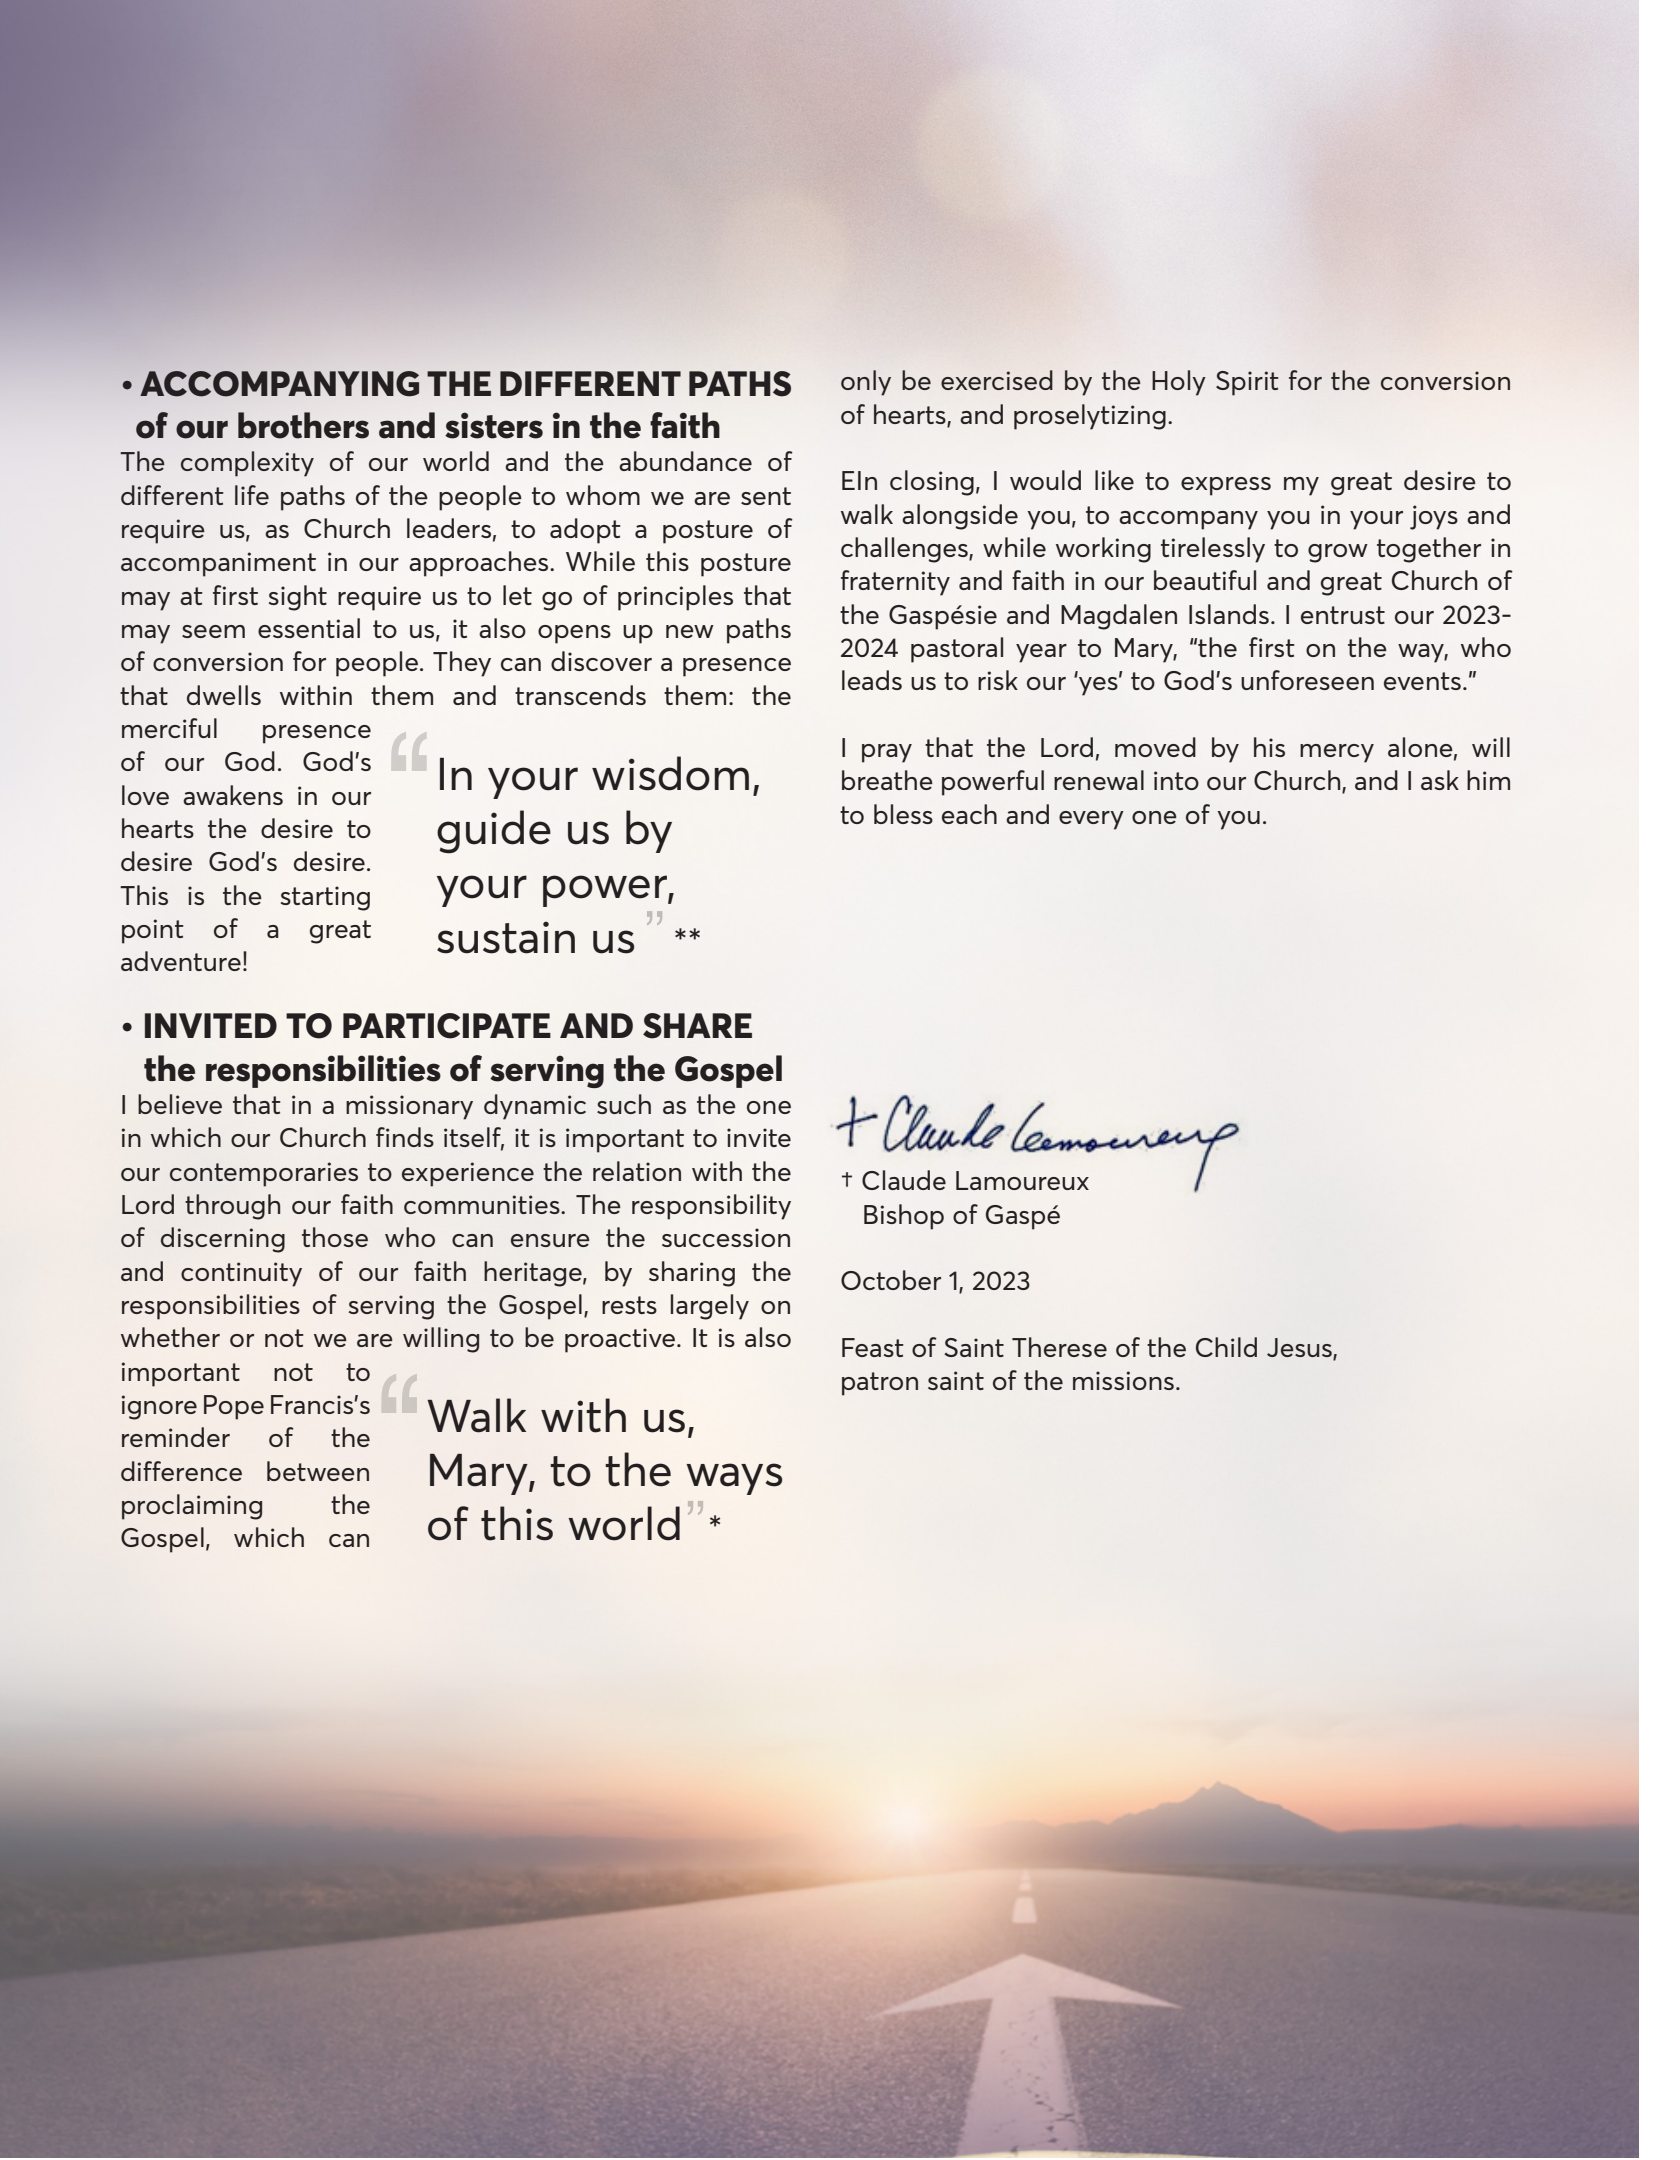 • ACCOMPANYING THE DIFFERENT PATHS
of our brothers and sisters in the faith
The complexity of our world and the abundance of
different life paths of the people to whom we are sent
require us, as Church leaders, to adopt a posture of
accompaniment in our approaches. While this posture
may at first sight require us to let go of principles that
may seem essential to us, it also opens up new paths
of conversion for people. They can discover a presence
that dwells within them and transcends them: the
merciful presence
of our God. God's
love awakens in our
hearts the desire to
desire God's desire.
This is the starting
point of a great
adventure!
“In your wisdom,
guide us by
your power,
sustain us” **
• INVITED TO PARTICIPATE AND SHARE
the responsibilities of serving the Gospel
I believe that in a missionary dynamic such as the one
in which our Church finds itself, it is important to invite
our contemporaries to experience the relation with the
Lord through our faith communities. The responsibility
of discerning those who can ensure the succession
and continuity of our faith heritage, by sharing the
responsibilities of serving the Gospel, rests largely on
whether or not we are willing to be proactive. It is also
important not to
ignore Pope Francis's
reminder of the
difference between
proclaiming the
Gospel, which can
“Walk with us,
Mary, to the ways
of this world” *
only be exercised by the Holy Spirit for the conversion
of hearts, and proselytizing.
EIn closing, I would like to express my great desire to
walk alongside you, to accompany you in your joys and
challenges, while working tirelessly to grow together in
fraternity and faith in our beautiful and great Church of
the Gaspésie and Magdalen Islands. I entrust our 2023-
2024 pastoral year to Mary, "the first on the way, who
leads us to risk our 'yes' to God's unforeseen events."
I pray that the Lord, moved by his mercy alone, will
breathe powerful renewal into our Church, and I ask him
to bless each and every one of you.
+ Claude Lamoureux
† Claude Lamoureux
Bishop of Gaspé
October 1, 2023
Feast of Saint Therese of the Child Jesus,
patron saint of the missions.